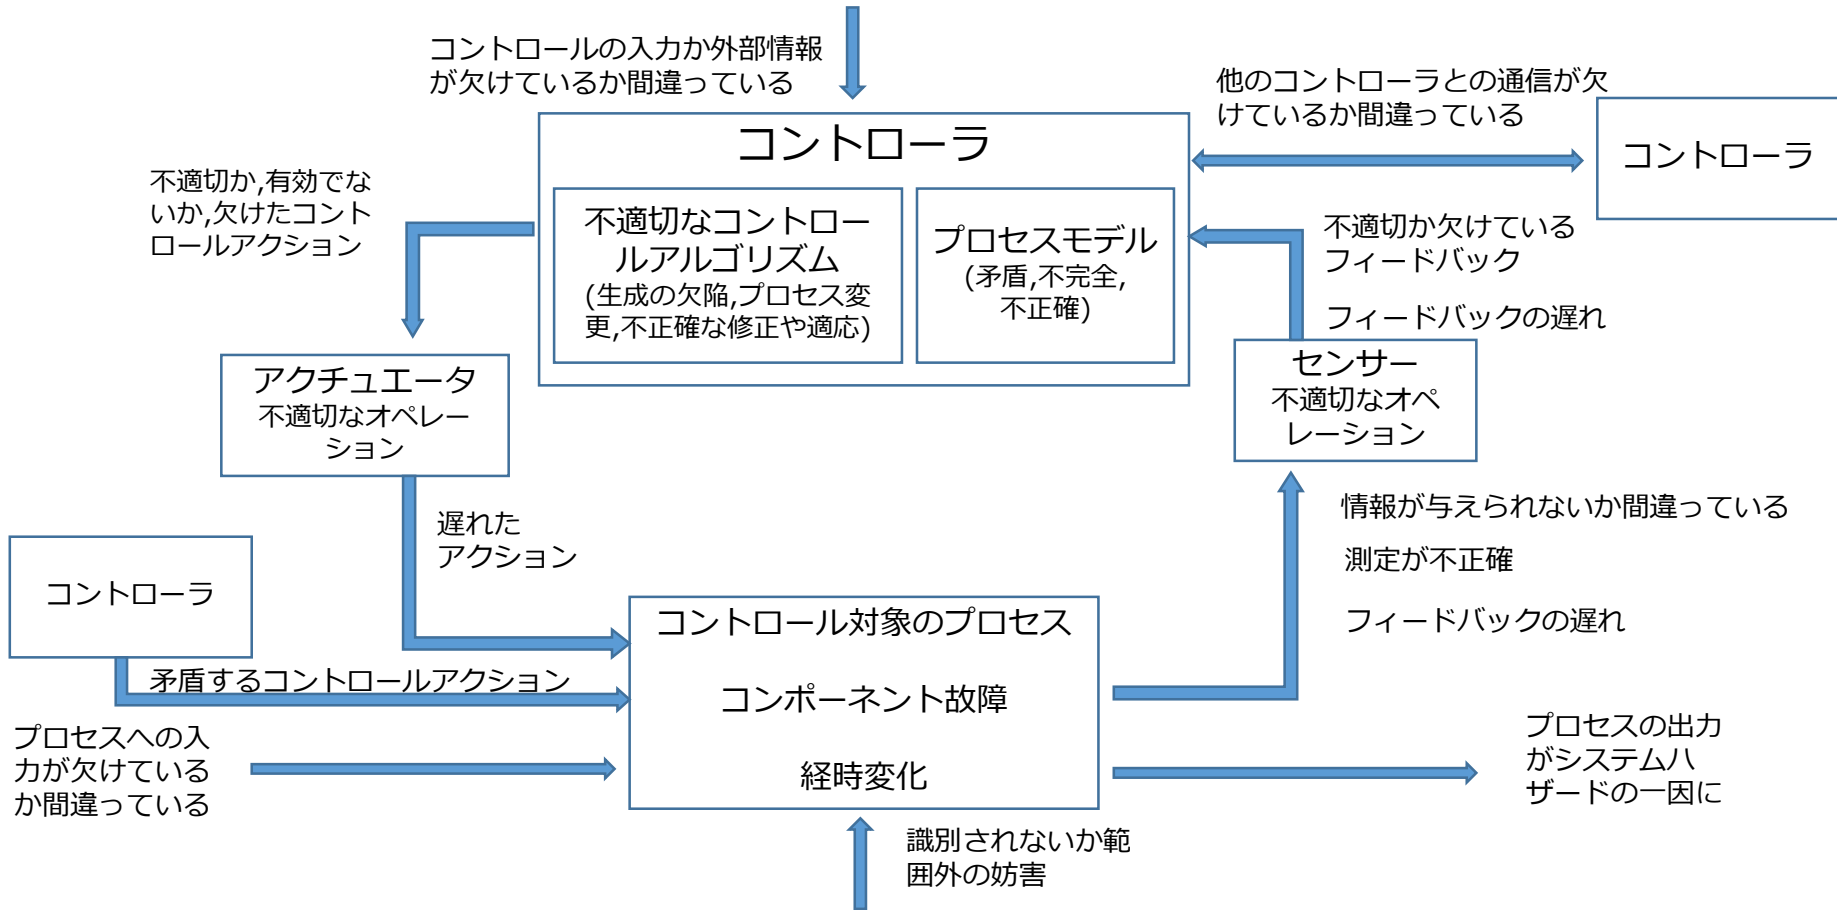 コントロールの入力か外部情報
が欠けているか間違っている
他のコントローラとの通信が欠
けているか間違っている
コントローラ
コントローラ
不適切か,有効でな
いか,欠けたコント
ロールアクション
不適切なコントロー
ルアルゴリズム
(生成の欠陥,プロセス変
更,不正確な修正や適応)
プロセスモデル
(矛盾,不完全,
不正確)
不適切か欠けている
フィードバック
フィードバックの遅れ
アクチュエータ
不適切なオペレー
ション
センサー
不適切なオペ
レーション
遅れた
アクション
情報が与えられないか間違っている
測定が不正確
フィードバックの遅れ
コントローラ
矛盾するコントロールアクション
コントロール対象のプロセス
コンポーネント故障
経時変化
プロセスへの入
力が欠けている
か間違っている
プロセスの出力
がシステムハ
ザードの一因に
識別されないか範
囲外の妨害